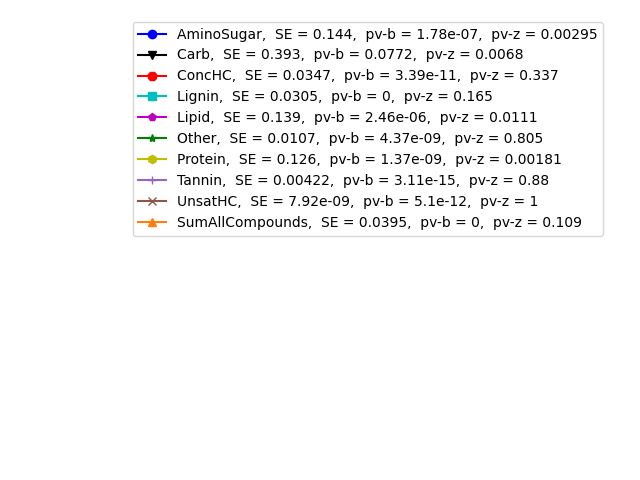 AminoSugar,  SE = 0.144,  pv-b = 1.78e-07,  pv-z = 0.00295
Carb,  SE = 0.393,  pv-b = 0.0772,  pv-z = 0.0068
ConcHC,  SE = 0.0347,  pv-b = 3.39e-11,  pv-z = 0.337
Lignin,  SE = 0.0305,  pv-b = 0,  pv-z = 0.165
Lipid,  SE = 0.139,  pv-b = 2.46e-06,  pv-z = 0.0111
Other,  SE = 0.0107,  pv-b = 4.37e-09,  pv-z = 0.805
Protein,  SE = 0.126,  pv-b = 1.37e-09,  pv-z = 0.00181
Tannin,  SE = 0.00422,  pv-b = 3.11e-15,  pv-z = 0.88
UnsatHC,  SE = 7.92e-09,  pv-b = 5.1e-12,  pv-z = 1
SumAllCompounds,  SE = 0.0395,  pv-b = 0,  pv-z = 0.109